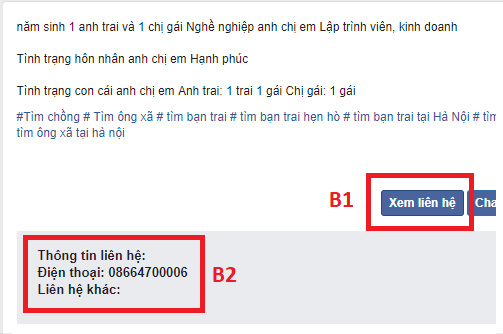 năm sinh 1 anh trai và 1 chị gái Nghề nghiệp anh chị em Lập trình viên, kinh doanh
Tình trạng hôn nhân anh chị em Hạnh phúc
Tình trạng con cái anh chị em Anh trai: 1 trai 1 gái Chị gái: 1 gái
#Tìm chồng # Tìm ông xã # tìm bạn trai # tìm bạn trai hẹn hò # tìm bạn trai tại Hà Nội # tìm
tìm ông xã tại hà nội
B1
Xem liên hệ
Cha
Thông tin liên hệ:
Điện thoại: 08664700006
Liên hệ khác:
B2